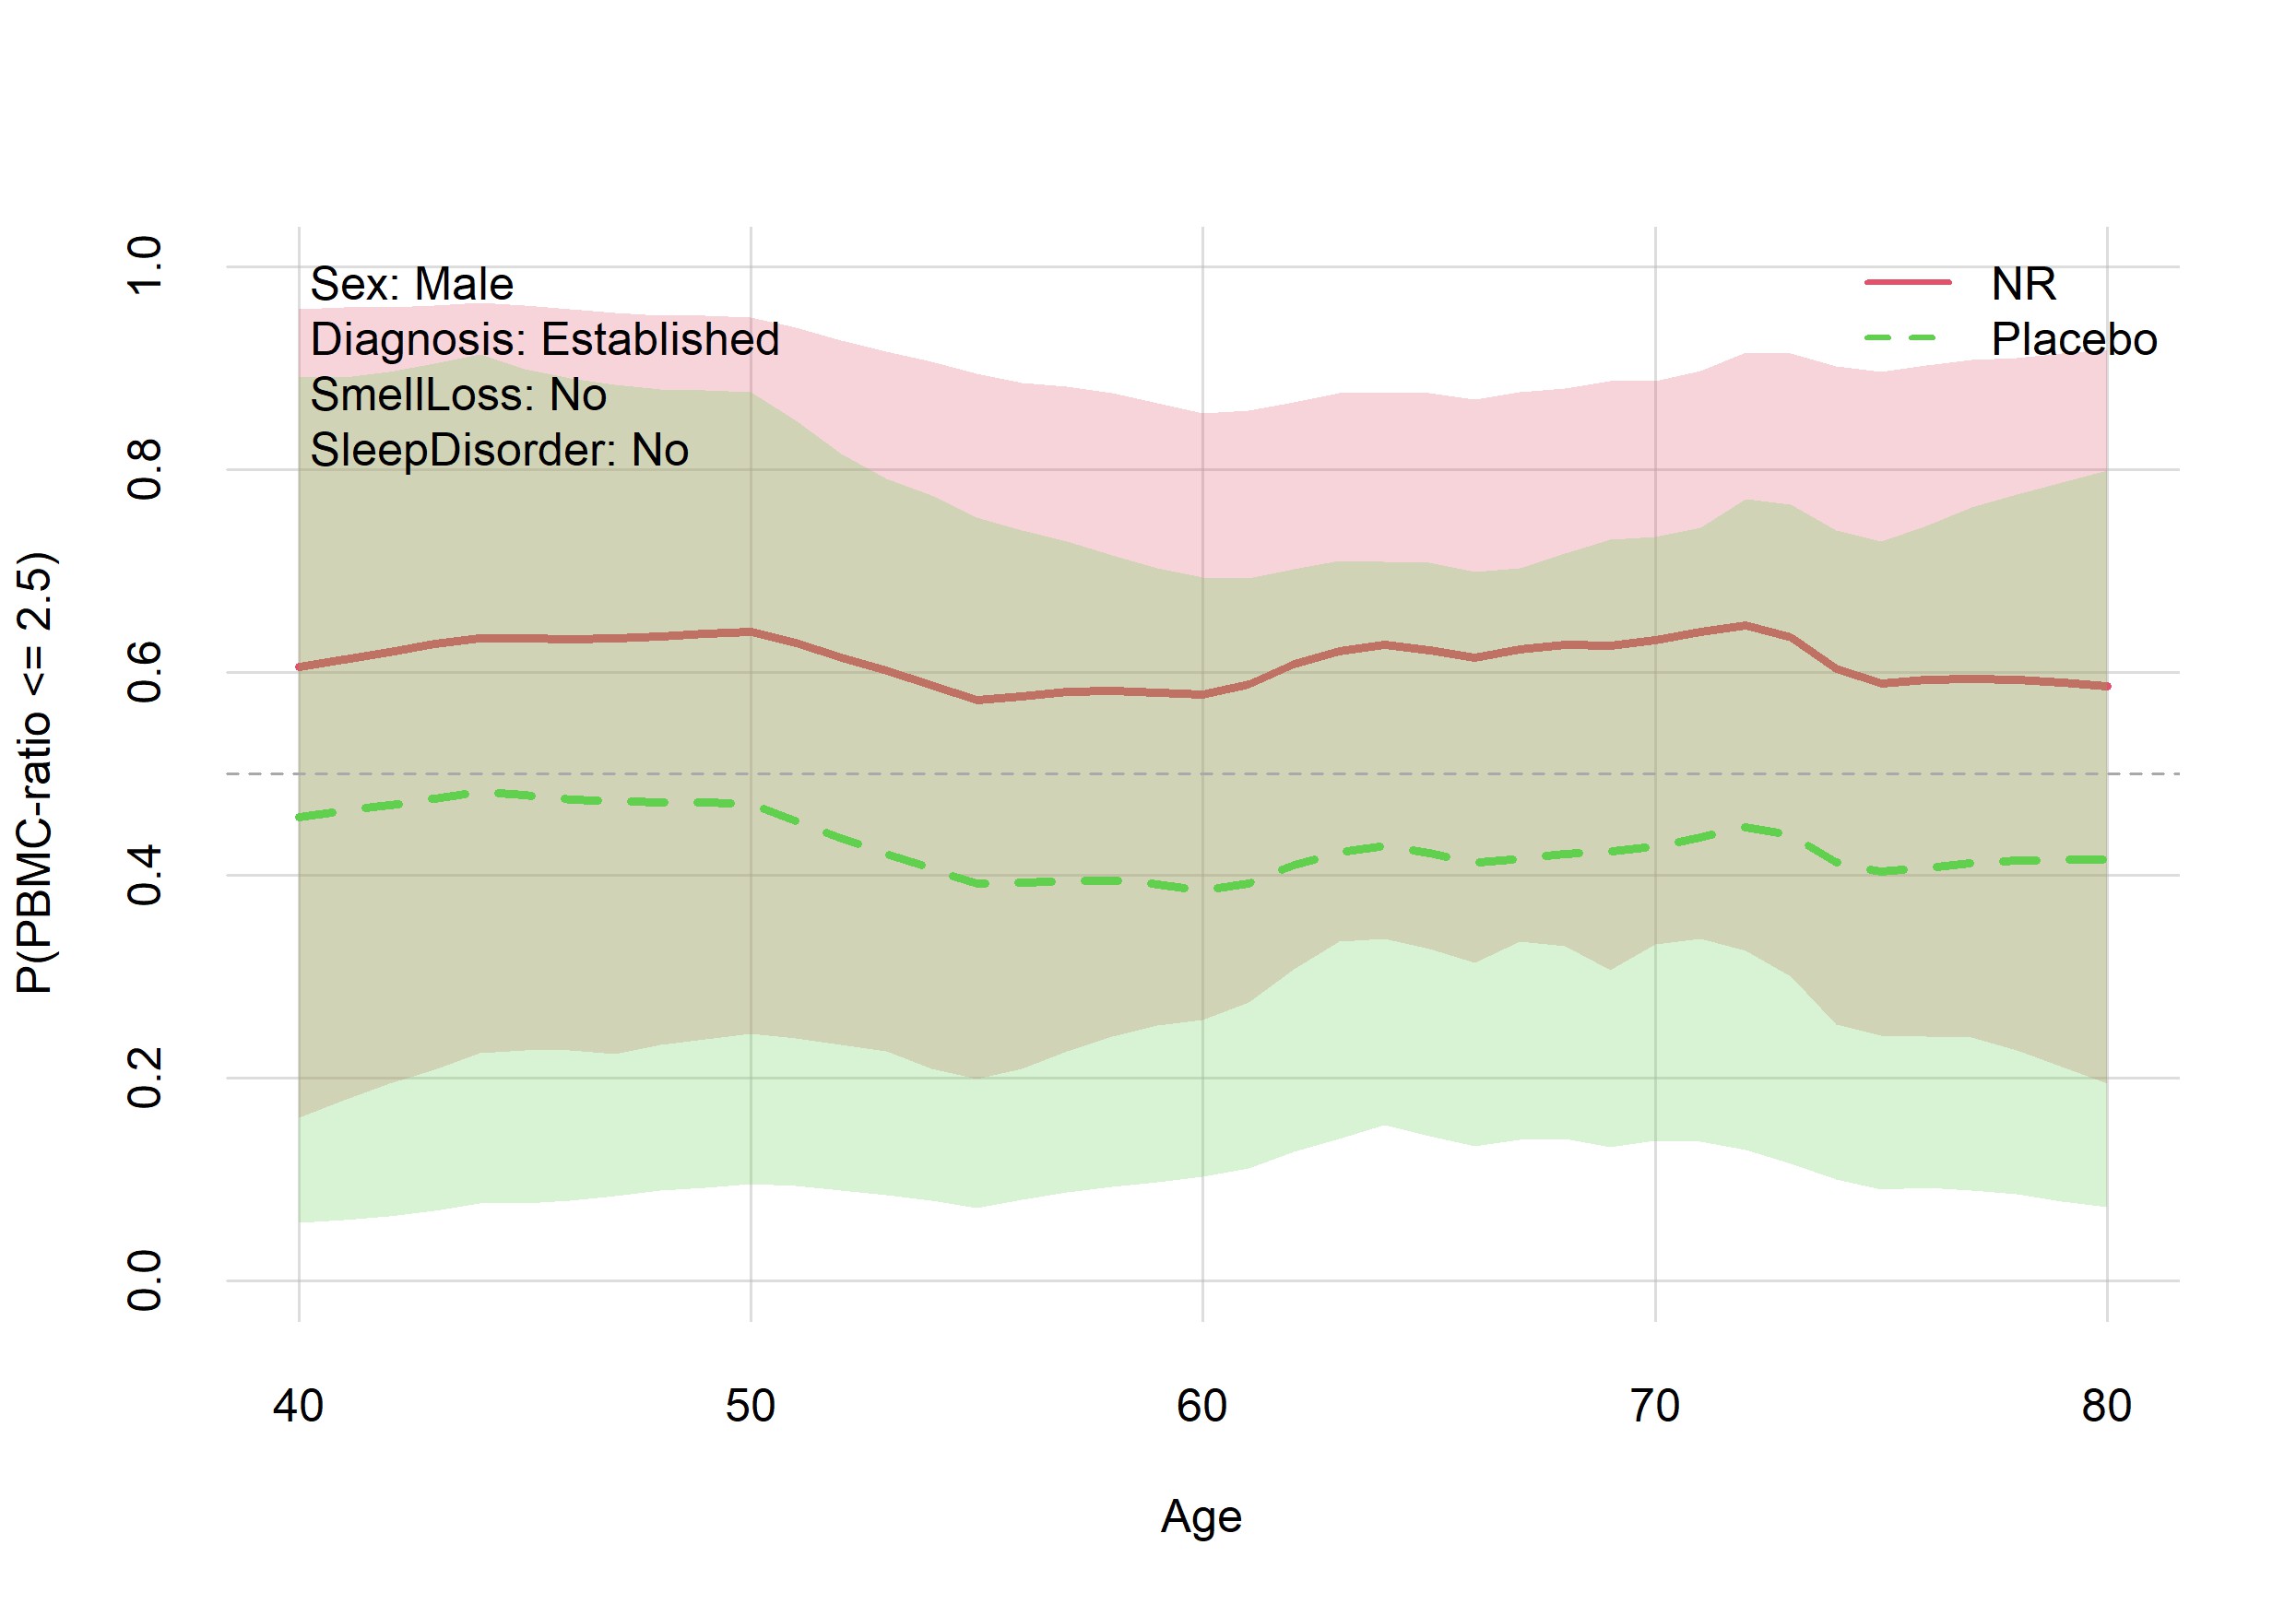 Sex: Male
Diagnosis: Established
SmellLoss: No
SleepDisorder: No
NR
Placebo
P(PBMC-ratio <= 2.5)
1.0
0.8
0.6
0.4
0.2
0.0
40 50 60 70 80
Age